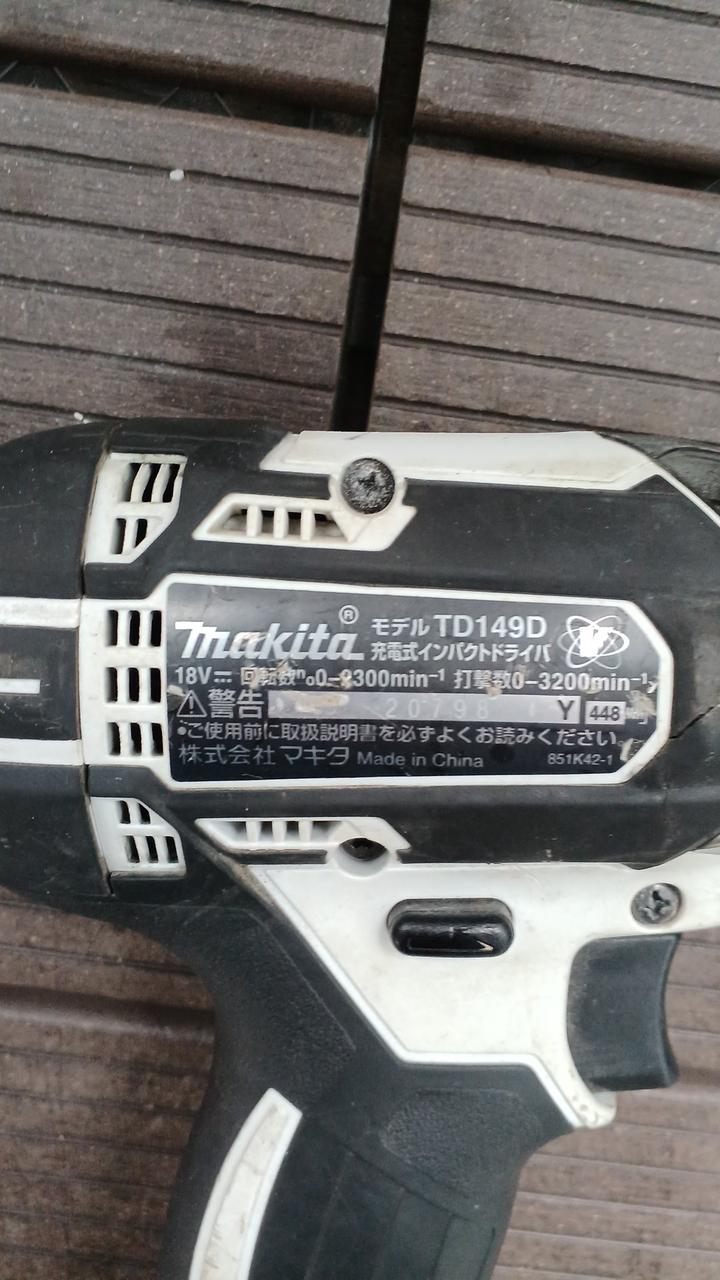 makita® モデル TD149D
充電式インパクトドライバ
18V⎓ 回転数n₀0-2300min⁻¹ 打撃数0-3200min⁻¹
⚠警告 20798 Y 448
●ご使用前に取扱説明書を必ずよくお読みください。
株式会社 マキタ Made in China 851K42-1